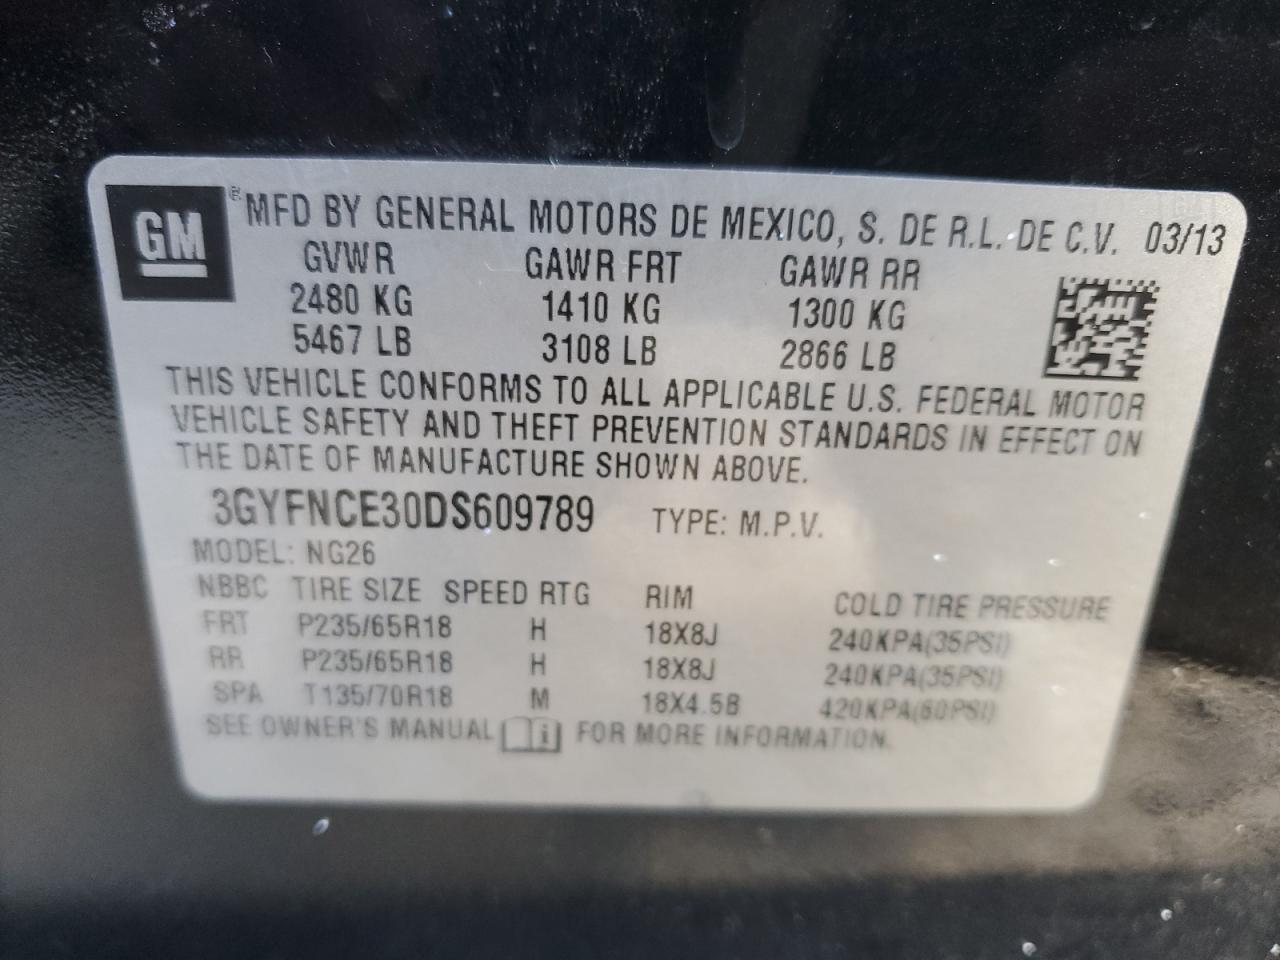 GM ® MFD BY GENERAL MOTORS DE MEXICO, S. DE R.L. DE C.V. 03/13
GVWR GAWR FRT GAWR RR
2480 KG 1410 KG 1300 KG
5467 LB 3108 LB 2866 LB
THIS VEHICLE CONFORMS TO ALL APPLICABLE U.S. FEDERAL MOTOR
VEHICLE SAFETY AND THEFT PREVENTION STANDARDS IN EFFECT ON
THE DATE OF MANUFACTURE SHOWN ABOVE.
3GYFNCE30DS609789 TYPE: M.P.V.
MODEL: NG26
NBBC TIRE SIZE SPEED RTG RIM COLD TIRE PRESSURE
FRT P235/65R18 H 18X8J 240KPA(35PSI)
RR P235/65R18 H 18X8J 240KPA(35PSI)
SPA T135/70R18 M 18X4.5B 420KPA(60PSI)
SEE OWNER'S MANUAL i FOR MORE INFORMATION.